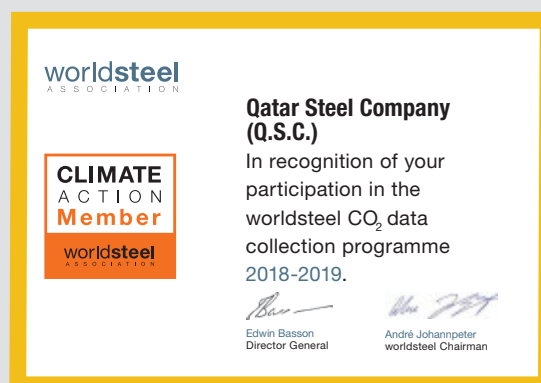 worldsteel
ASSOCIATION
CLIMATE
ACTION
Member
worldsteel
ASSOCIATION
Qatar Steel Company
(Q.S.C.)
In recognition of your
participation in the
worldsteel CO₂ data
collection programme
2018-2019.
Edwin Basson
Director General
André Johannpeter
worldsteel Chairman